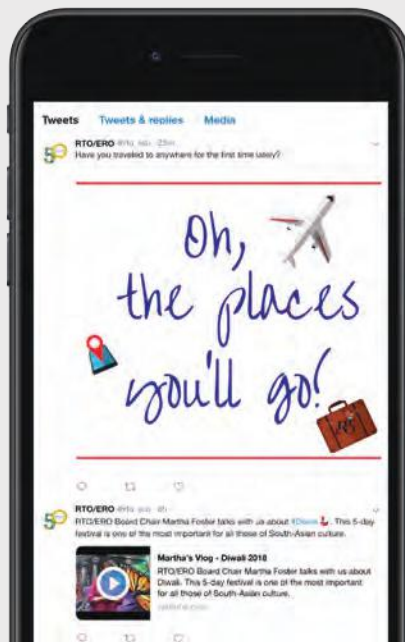 Tweets Tweets & replies Media
RTO/ERO
Have you traveled to anywhere for the first time lately?
Oh,
the places
you'll go!
RTO/ERO
RTO/ERO Board Chair Martha Foster talks with us about #Diwali. This 5-day
festival is one of the most important for all those of South-Asian culture.
Martha's Vlog - Diwali 2018
RTO/ERO Board Chair Martha Foster talks with us about
Diwali. This 5-day festival is one of the most important
for all those of South-Asian culture.